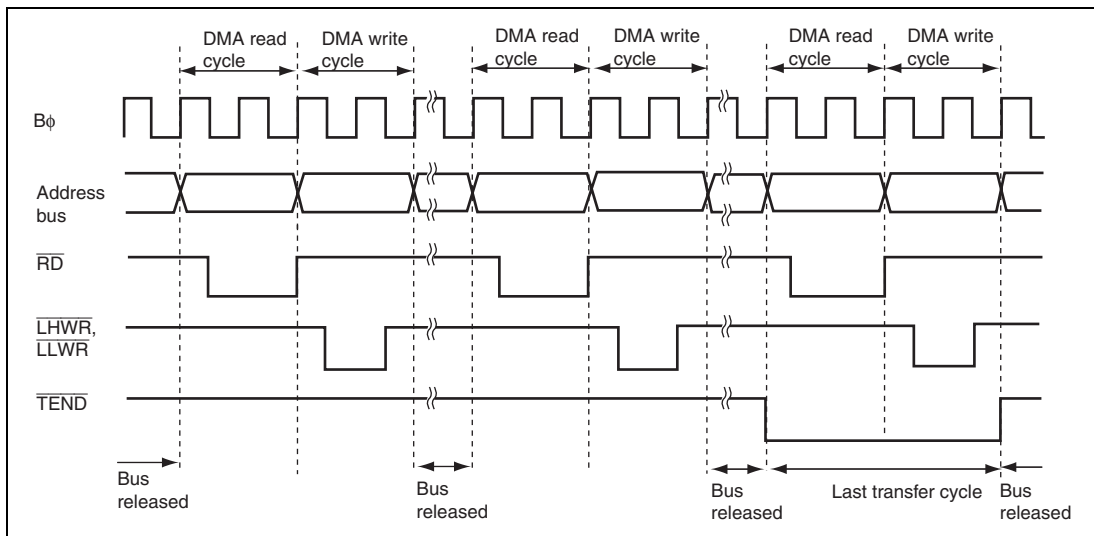 DMA read
cycle
DMA write
cycle
DMA read
cycle
DMA write
cycle
DMA read
cycle
DMA write
cycle
Bϕ
Address
bus
RD
LHWR,
LLWR
TEND
Bus
released
Bus
released
Bus
released
Last transfer cycle
Bus
released